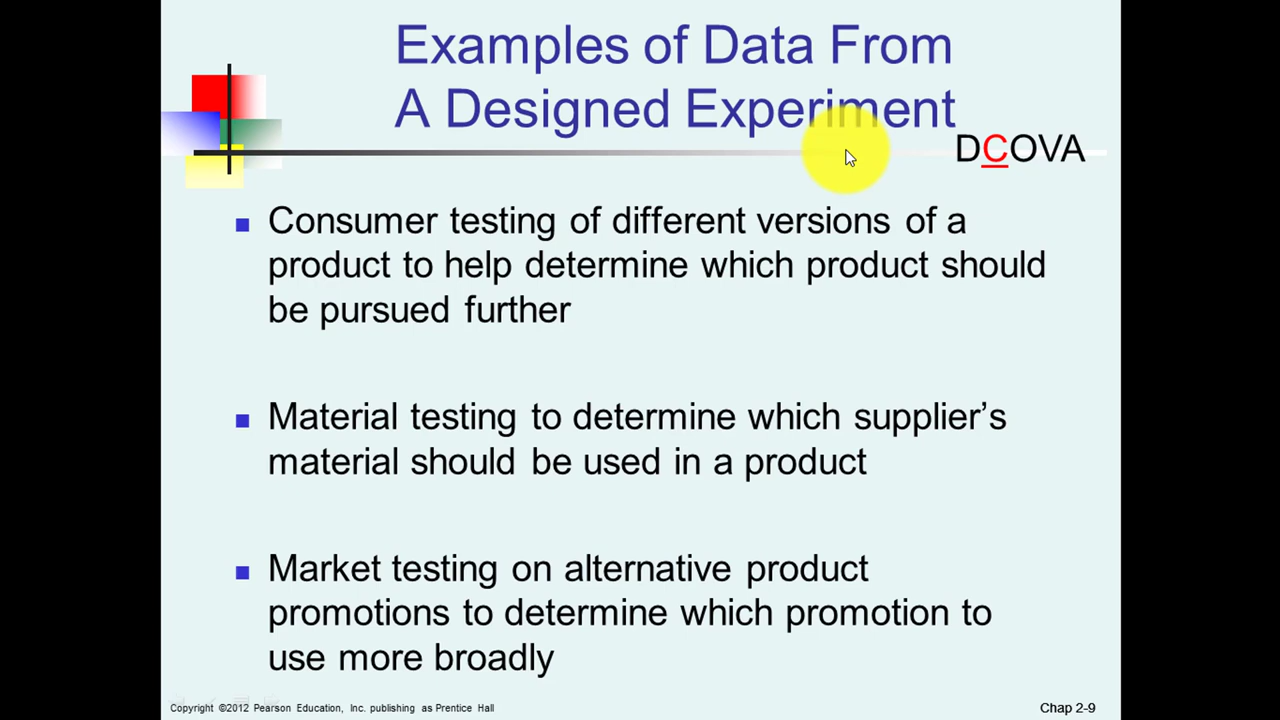 Examples of Data From
A Designed Experiment
DCOVA
Consumer testing of different versions of a
product to help determine which product should
be pursued further
Material testing to determine which supplier’s
material should be used in a product
Market testing on alternative product
promotions to determine which promotion to
use more broadly
Copyright ©2012 Pearson Education, Inc. publishing as Prentice Hall
Chap 2-9